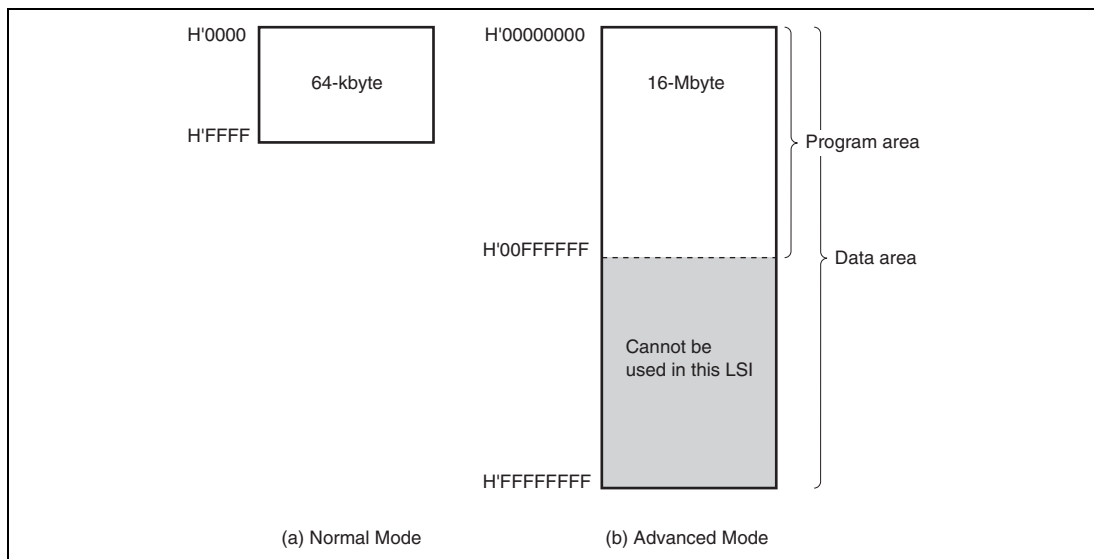 H'0000
64-kbyte
H'FFFF
(a) Normal Mode
H'00000000
16-Mbyte
Program area
H'00FFFFFF
Data area
Cannot be
used in this LSI
H'FFFFFFFF
(b) Advanced Mode